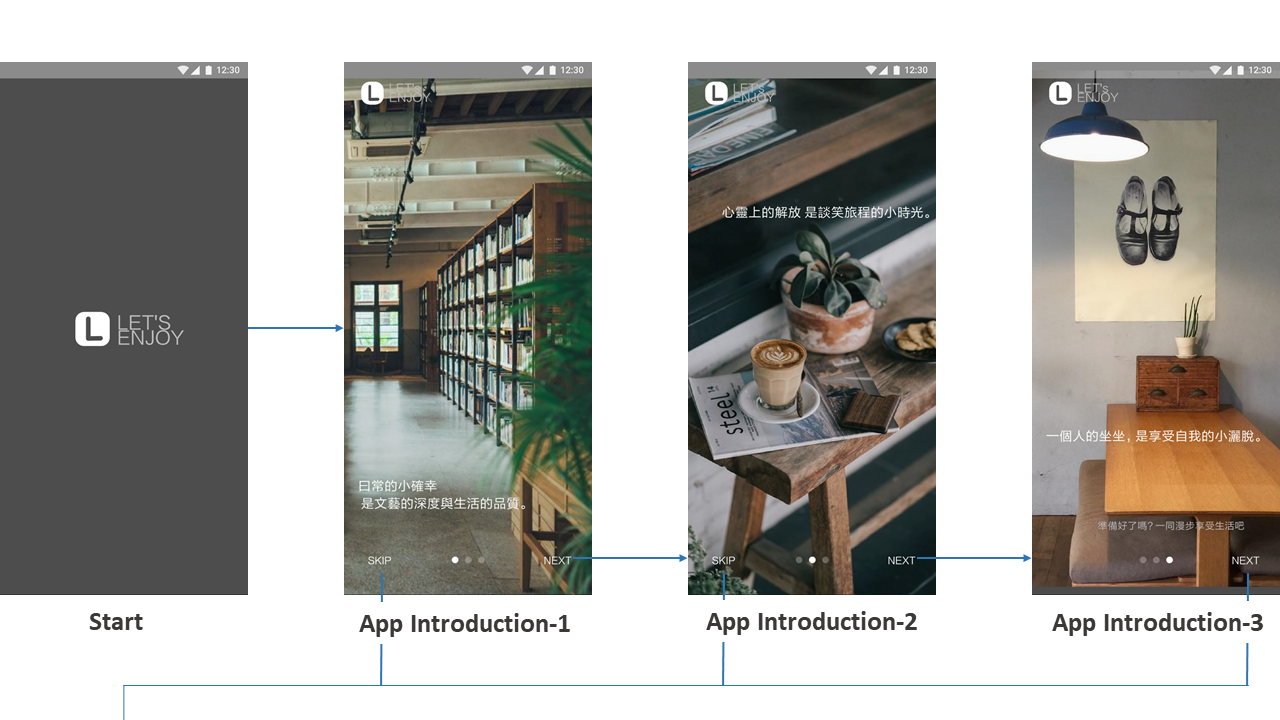 12:30
LET'S
ENJOY
Start
12:30
LET's
ENJOY
日常的小確幸
是文藝的深度與生活的品質。
SKIP
NEXT
App Introduction-1
12:30
LET's
ENJOY
心靈上的解放 是談笑旅程的小時光。
steel
SKIP
NEXT
App Introduction-2
12:30
LET's
ENJOY
一個人的坐坐，是享受自我的小灑脫。
準備好了嗎? 一同漫步享受生活吧
NEXT
App Introduction-3